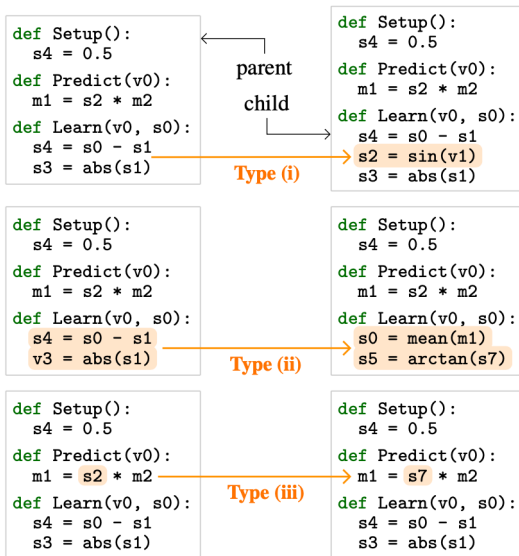 def Setup():
s4 = 0.5
def Predict(v0):
m1 = s2 * m2
def Learn(v0, s0):
s4 = s0 - s1
s3 = abs(s1)
parent
child
Type (i)
def Setup():
s4 = 0.5
def Predict(v0):
m1 = s2 * m2
def Learn(v0, s0):
s4 = s0 - s1
s2 = sin(v1)
s3 = abs(s1)
def Setup():
s4 = 0.5
def Predict(v0):
m1 = s2 * m2
def Learn(v0, s0):
s4 = s0 - s1
v3 = abs(s1)
Type (ii)
def Setup():
s4 = 0.5
def Predict(v0):
m1 = s2 * m2
def Learn(v0, s0):
s0 = mean(m1)
s5 = arctan(s7)
def Setup():
s4 = 0.5
def Predict(v0):
m1 = s2 * m2
def Learn(v0, s0):
s4 = s0 - s1
s3 = abs(s1)
Type (iii)
def Setup():
s4 = 0.5
def Predict(v0):
m1 = s7 * m2
def Learn(v0, s0):
s4 = s0 - s1
s3 = abs(s1)